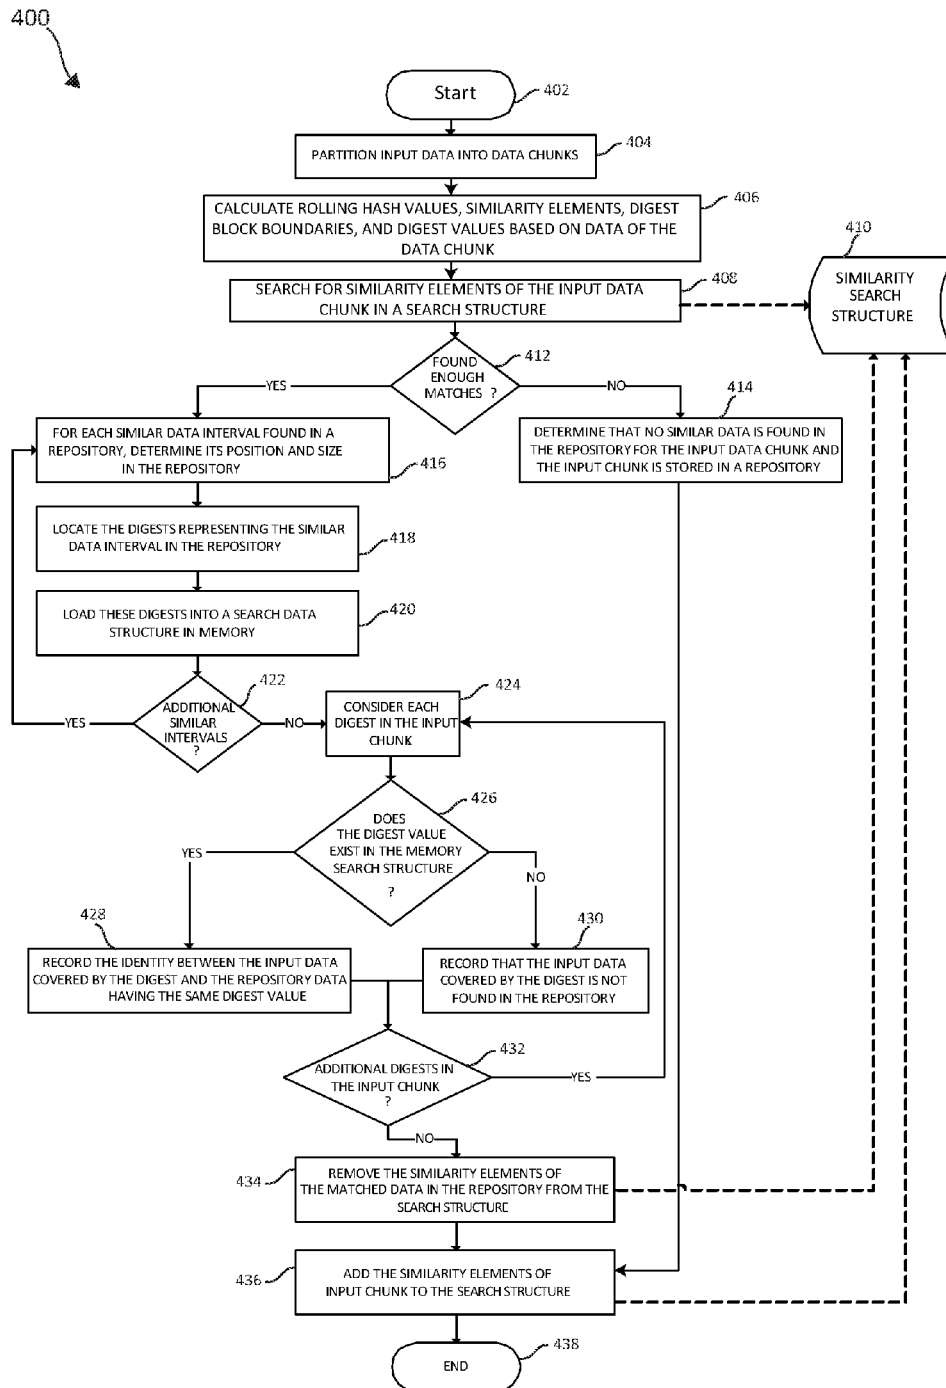 400
Start
402
PARTITION INPUT DATA INTO DATA CHUNKS
404
CALCULATE ROLLING HASH VALUES, SIMILARITY ELEMENTS, DIGEST
BLOCK BOUNDARIES, AND DIGEST VALUES BASED ON DATA OF THE
DATA CHUNK
406
SEARCH FOR SIMILARITY ELEMENTS OF THE INPUT DATA
CHUNK IN A SEARCH STRUCTURE
408
410
SIMILARITY
SEARCH
STRUCTURE
FOUND
ENOUGH
MATCHES ?
412
YES
NO
414
FOR EACH SIMILAR DATA INTERVAL FOUND IN A
REPOSITORY, DETERMINE ITS POSITION AND SIZE
IN THE REPOSITORY
416
DETERMINE THAT NO SIMILAR DATA IS FOUND IN
THE REPOSITORY FOR THE INPUT DATA CHUNK AND
THE INPUT CHUNK IS STORED IN A REPOSITORY
LOCATE THE DIGESTS REPRESENTING THE SIMILAR
DATA INTERVAL IN THE REPOSITORY
418
LOAD THESE DIGESTS INTO A SEARCH DATA
STRUCTURE IN MEMORY
420
ADDITIONAL
SIMILAR
INTERVALS
?
422
YES
NO
424
CONSIDER EACH
DIGEST IN THE INPUT
CHUNK
DOES
THE DIGEST VALUE
EXIST IN THE MEMORY
SEARCH STRUCTURE
?
426
YES
NO
428
RECORD THE IDENTITY BETWEEN THE INPUT DATA
COVERED BY THE DIGEST AND THE REPOSITORY DATA
HAVING THE SAME DIGEST VALUE
430
RECORD THAT THE INPUT DATA
COVERED BY THE DIGEST IS NOT
FOUND IN THE REPOSITORY
ADDITIONAL DIGESTS IN
THE INPUT CHUNK
?
432
YES
NO
434
REMOVE THE SIMILARITY ELEMENTS OF
THE MATCHED DATA IN THE REPOSITORY FROM THE
SEARCH STRUCTURE
436
ADD THE SIMILARITY ELEMENTS OF
INPUT CHUNK TO THE SEARCH STRUCTURE
END
438